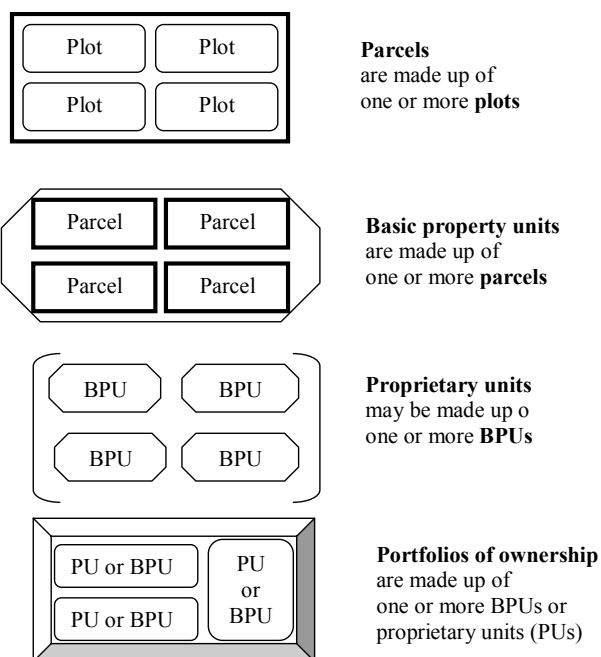 Plot Plot
Plot Plot
Parcels
are made up of
one or more plots
Parcel Parcel
Parcel Parcel
Basic property units
are made up of
one or more parcels
BPU BPU
BPU BPU
Proprietary units
may be made up o
one or more BPUs
PU or BPU
PU or BPU
PU
or
BPU
Portfolios of ownership
are made up of
one or more BPUs or
proprietary units (PUs)